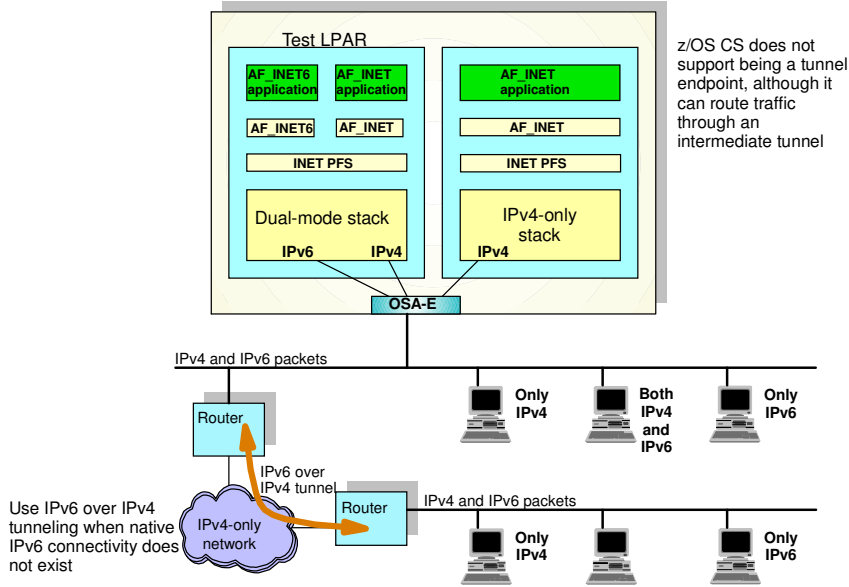 Test LPAR
AF_INET6
application
AF_INET
application
AF_INET
application
AF_INET6
AF_INET
AF_INET
INET PFS
INET PFS
Dual-mode stack
IPv4-only
stack
IPv6
IPv4
IPv4
OSA-E
z/OS CS does not
support being a tunnel
endpoint, although it
can route traffic
through an
intermediate tunnel
IPv4 and IPv6 packets
Router
Only
IPv4
Both
IPv4
and
IPv6
Only
IPv6
IPv6 over
IPv4 tunnel
Use IPv6 over IPv4
tunneling when native
IPv6 connectivity does
not exist
IPv4-only
network
Router
IPv4 and IPv6 packets
Only
IPv4
Only
IPv6